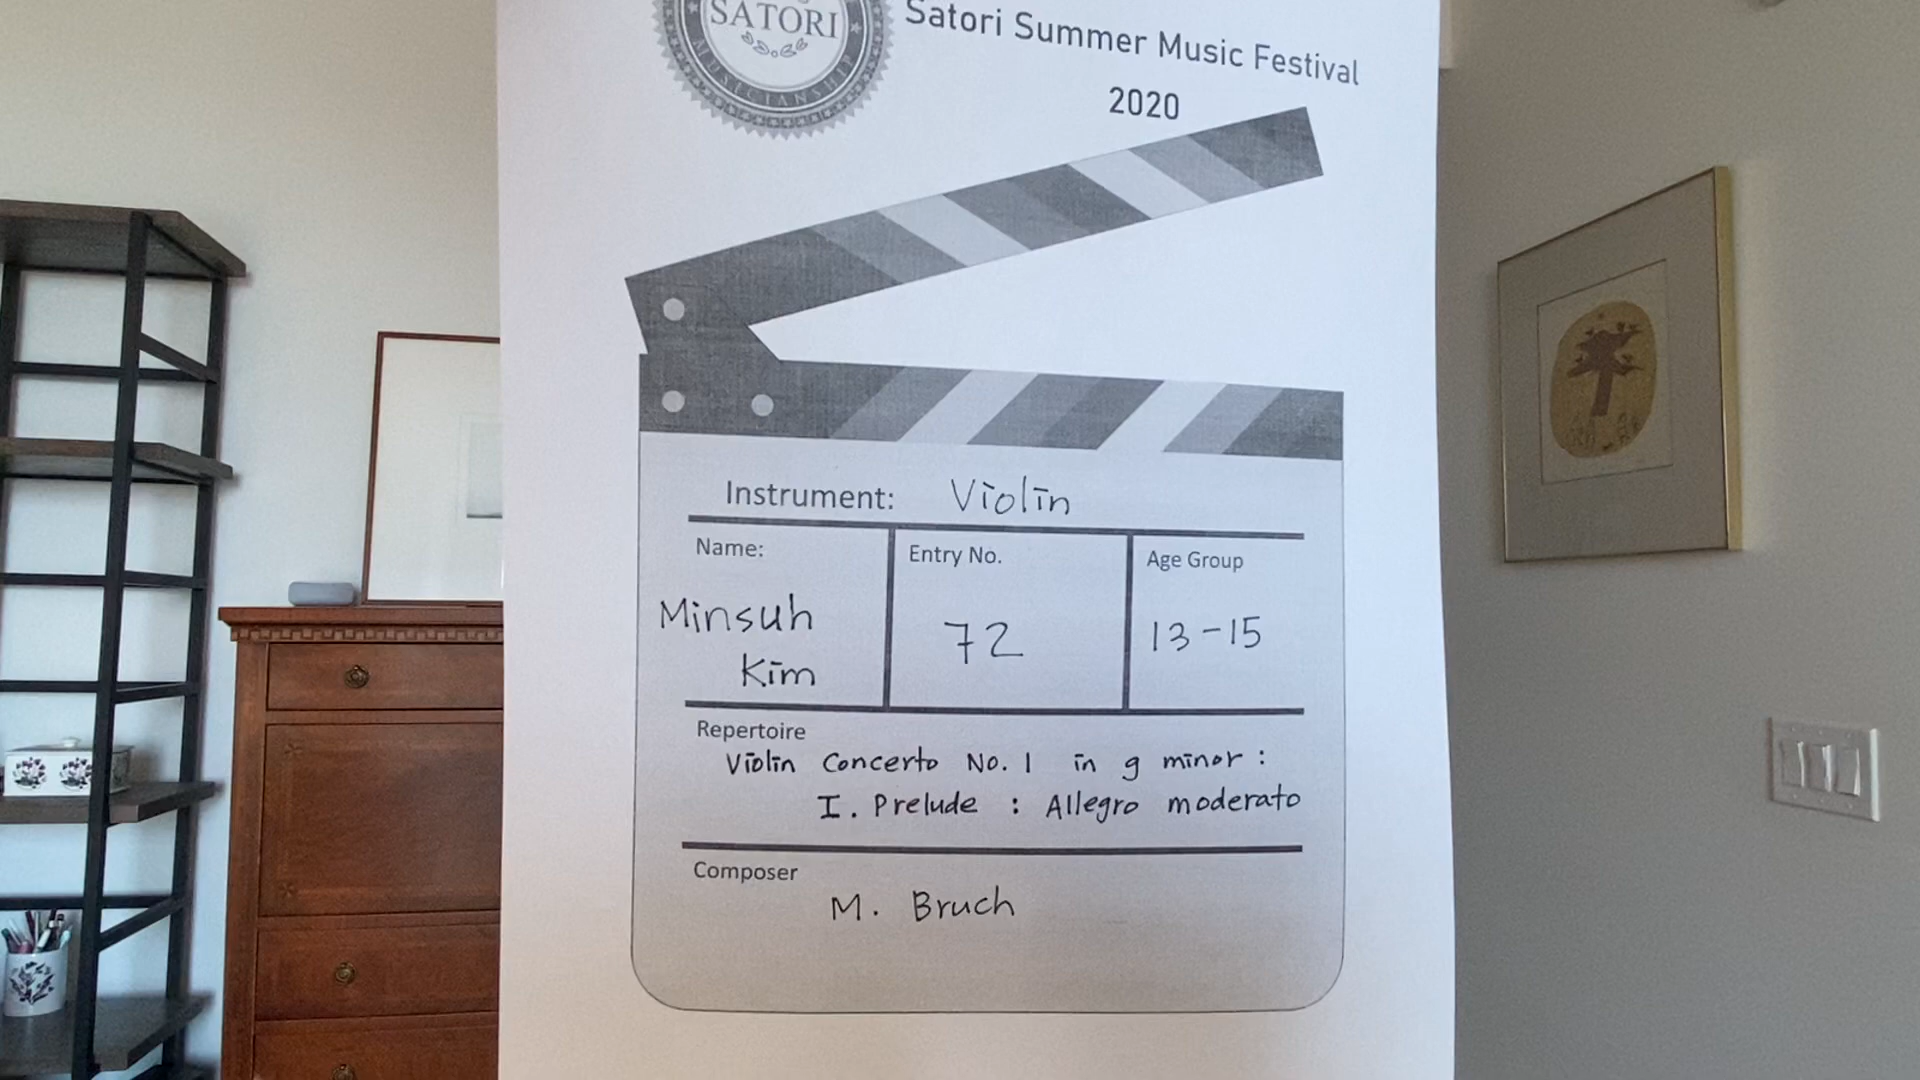 SATORI
MUSICIANSHIP
Satori Summer Music Festival
2020
Instrument: Violin
Name:
Minsuh
Kim
Entry No.
72
Age Group
13-15
Repertoire
Violin Concerto No. 1 in g minor :
I. Prelude : Allegro moderato
Composer
M. Bruch